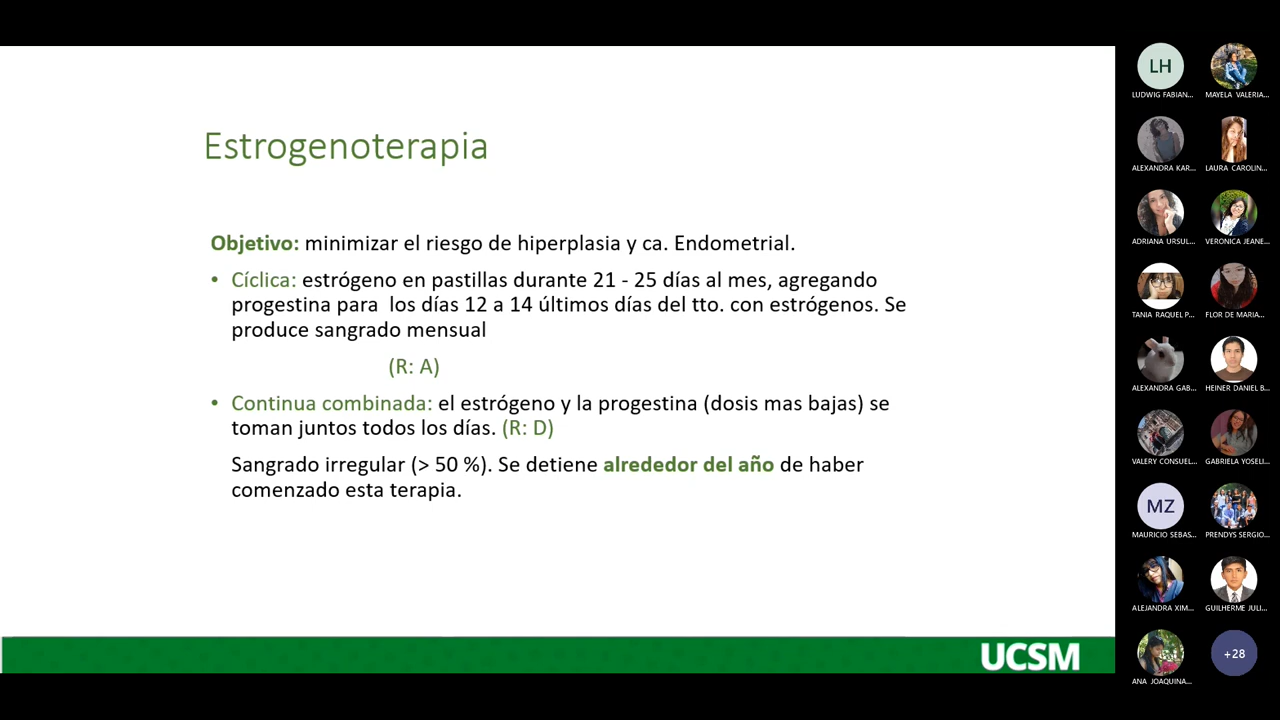 Estrogenoterapia
Objetivo: minimizar el riesgo de hiperplasia y ca. Endometrial.
• Cíclica: estrógeno en pastillas durante 21 - 25 días al mes, agregando
progestina para  los días 12 a 14 últimos días del tto. con estrógenos. Se
produce sangrado mensual
(R: A)
• Continua combinada: el estrógeno y la progestina (dosis mas bajas) se
toman juntos todos los días. (R: D)
Sangrado irregular (> 50 %). Se detiene alrededor del año de haber
comenzado esta terapia.
UCSM
LH
LUDWIG FABIAN...
MAYELA VALERIA...
ALEXANDRA KAR...
LAURA CAROLIN...
ADRIANA URSUL...
VERONICA JEANE...
TANIA RAQUEL P...
FLOR DE MARIA...
ALEXANDRA GAB...
HEINER DANIEL B...
VALERY CONSUEL...
GABRIELA YOSELI...
MZ
MAURICIO SEBAS...
PRENDYS SERGIO...
ALEJANDRA XIM...
GUILHERME JULI...
ANA JOAQUINA...
+28